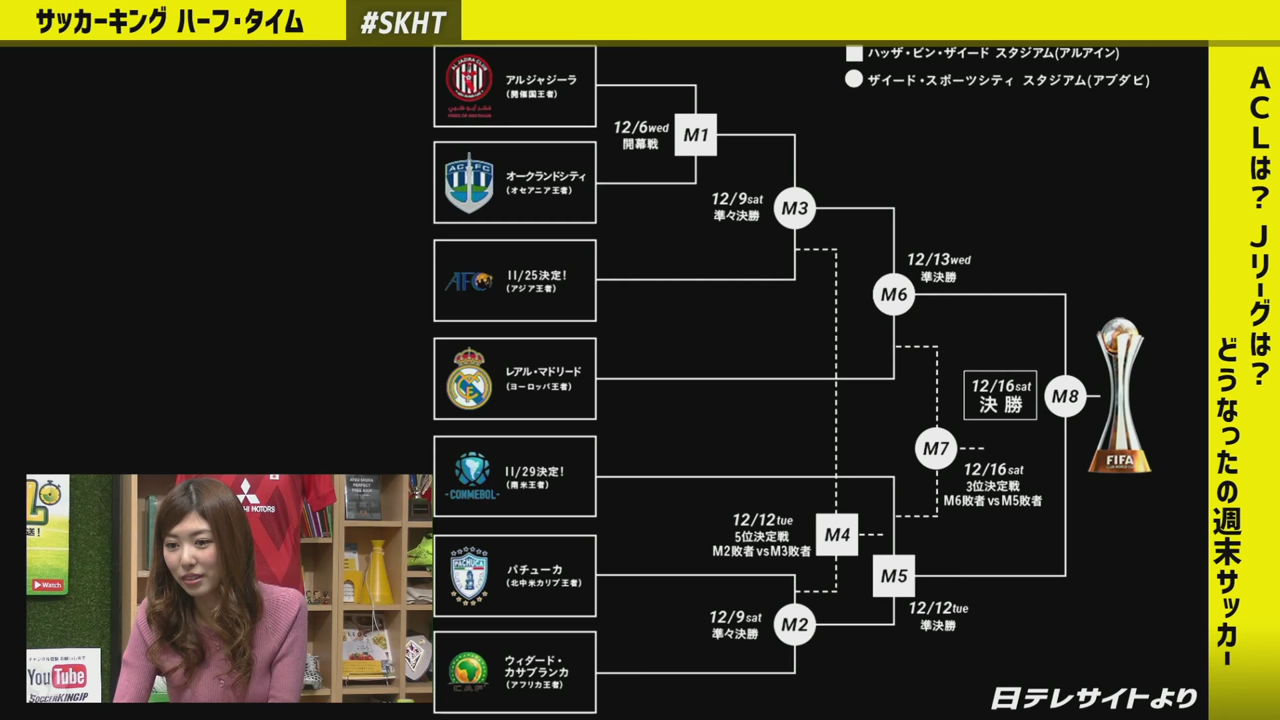 サッカーキング ハーフ・タイム
#SKHT
ハッザ・ビン・ザイード スタジアム(アルアイン)
ザイード・スポーツシティ スタジアム(アブダビ)
ACLは? Jリーグは?
どうなったの週末サッカー
AL JAZIRA CLUB
アルジャジーラ
(開催国王者)
12/6wed
開幕戦
M1
ACFC
オークランドシティ
(オセアニア王者)
12/9sat
準々決勝
M3
AFC
11/25決定!
(アジア王者)
12/13wed
準決勝
M6
レアル・マドリード
(ヨーロッパ王者)
12/16sat
決勝
M8
FIFA
M7
12/16sat
3位決定戦
M6敗者vsM5敗者
-CONMEBOL-
11/29決定!
(南米王者)
12/12tue
5位決定戦
M2敗者vsM3敗者
M4
M5
12/12tue
準決勝
PACHUCA
パチューカ
(北中米カリブ王者)
12/9sat
準々決勝
M2
CAF
ウィダード・
カサブランカ
(アフリカ王者)
日テレサイトより
Watch
YouTube
SOCCERKINGJP